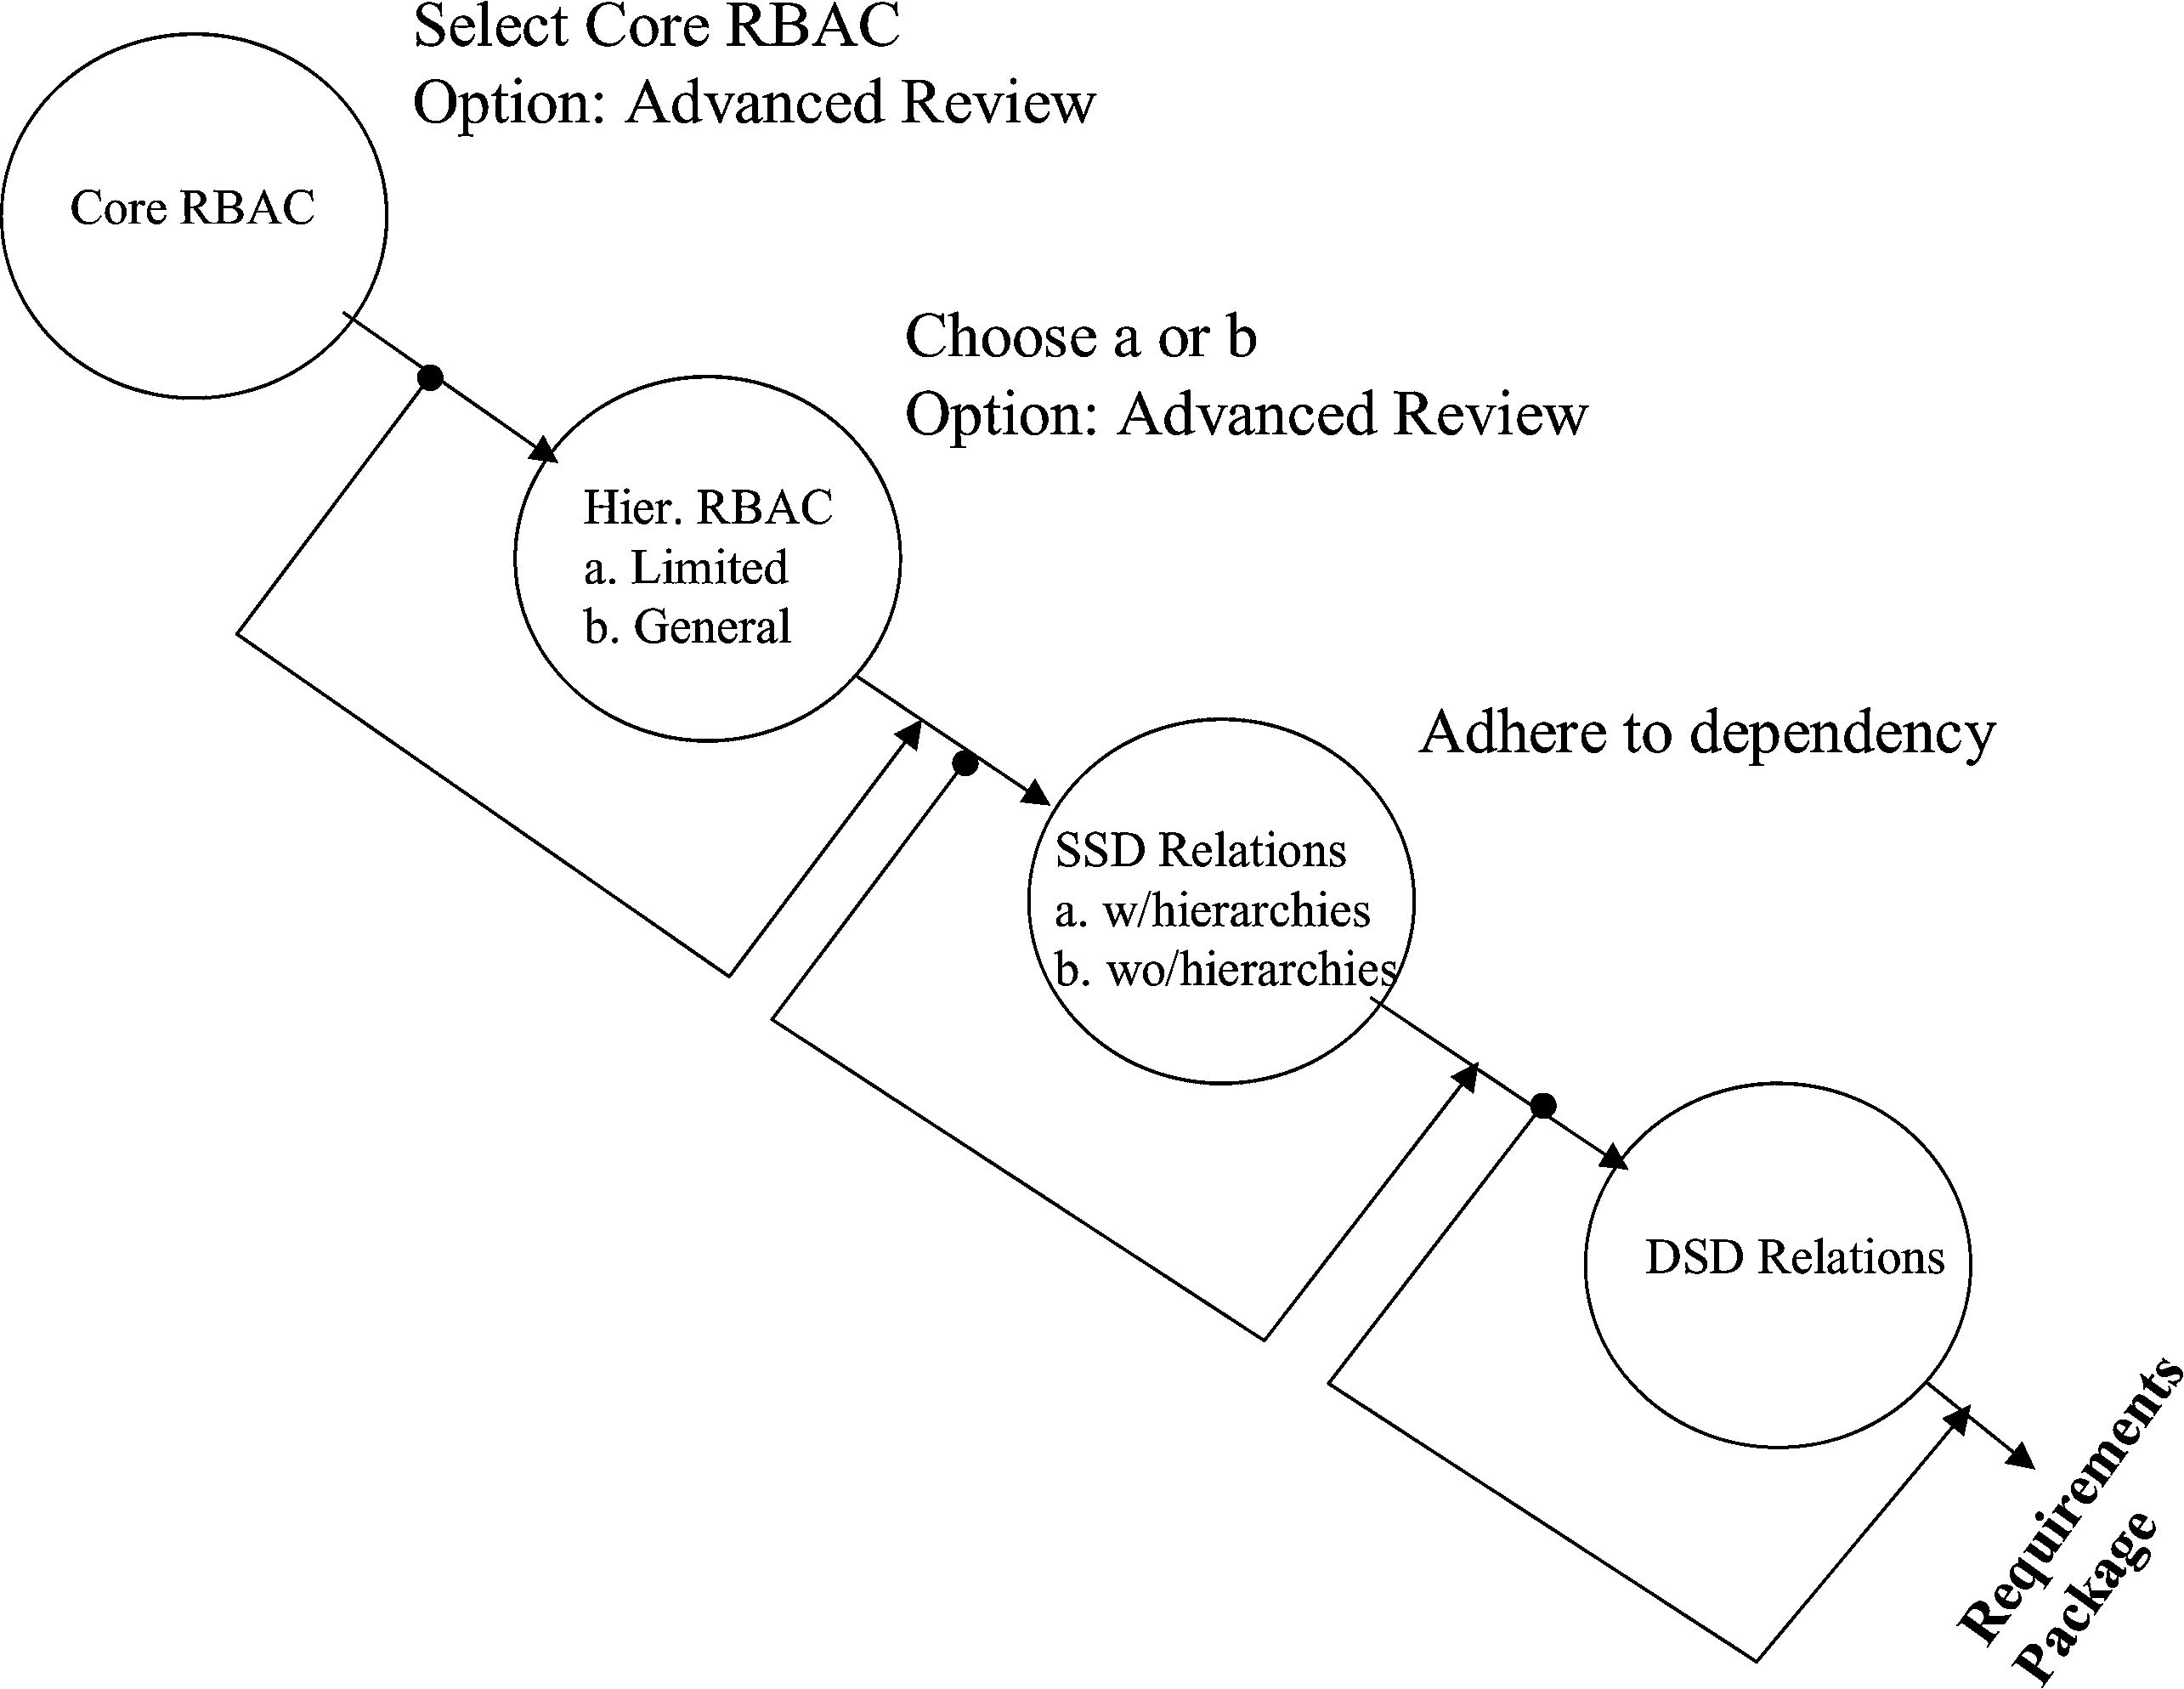 Select Core RBAC
Option: Advanced Review
Core RBAC
Choose a or b
Option: Advanced Review
Hier. RBAC
a. Limited
b. General
Adhere to dependency
SSD Relations
a. w/hierarchies
b. wo/hierarchies
DSD Relations
Requirements
Package